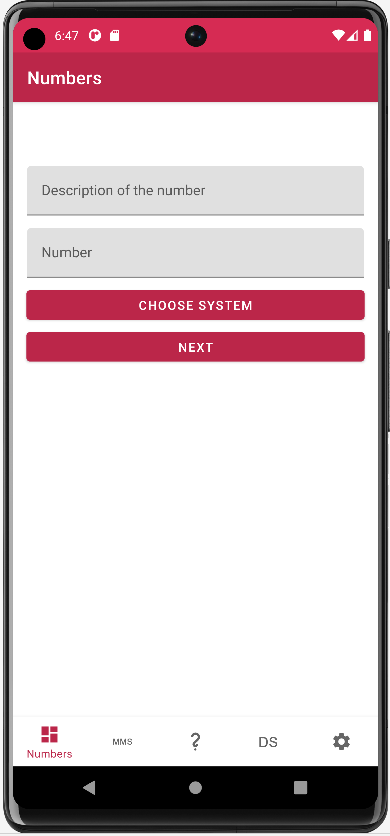 6:47
Numbers
Description of the number
Number
CHOOSE SYSTEM
NEXT
MMS ? DS
Numbers